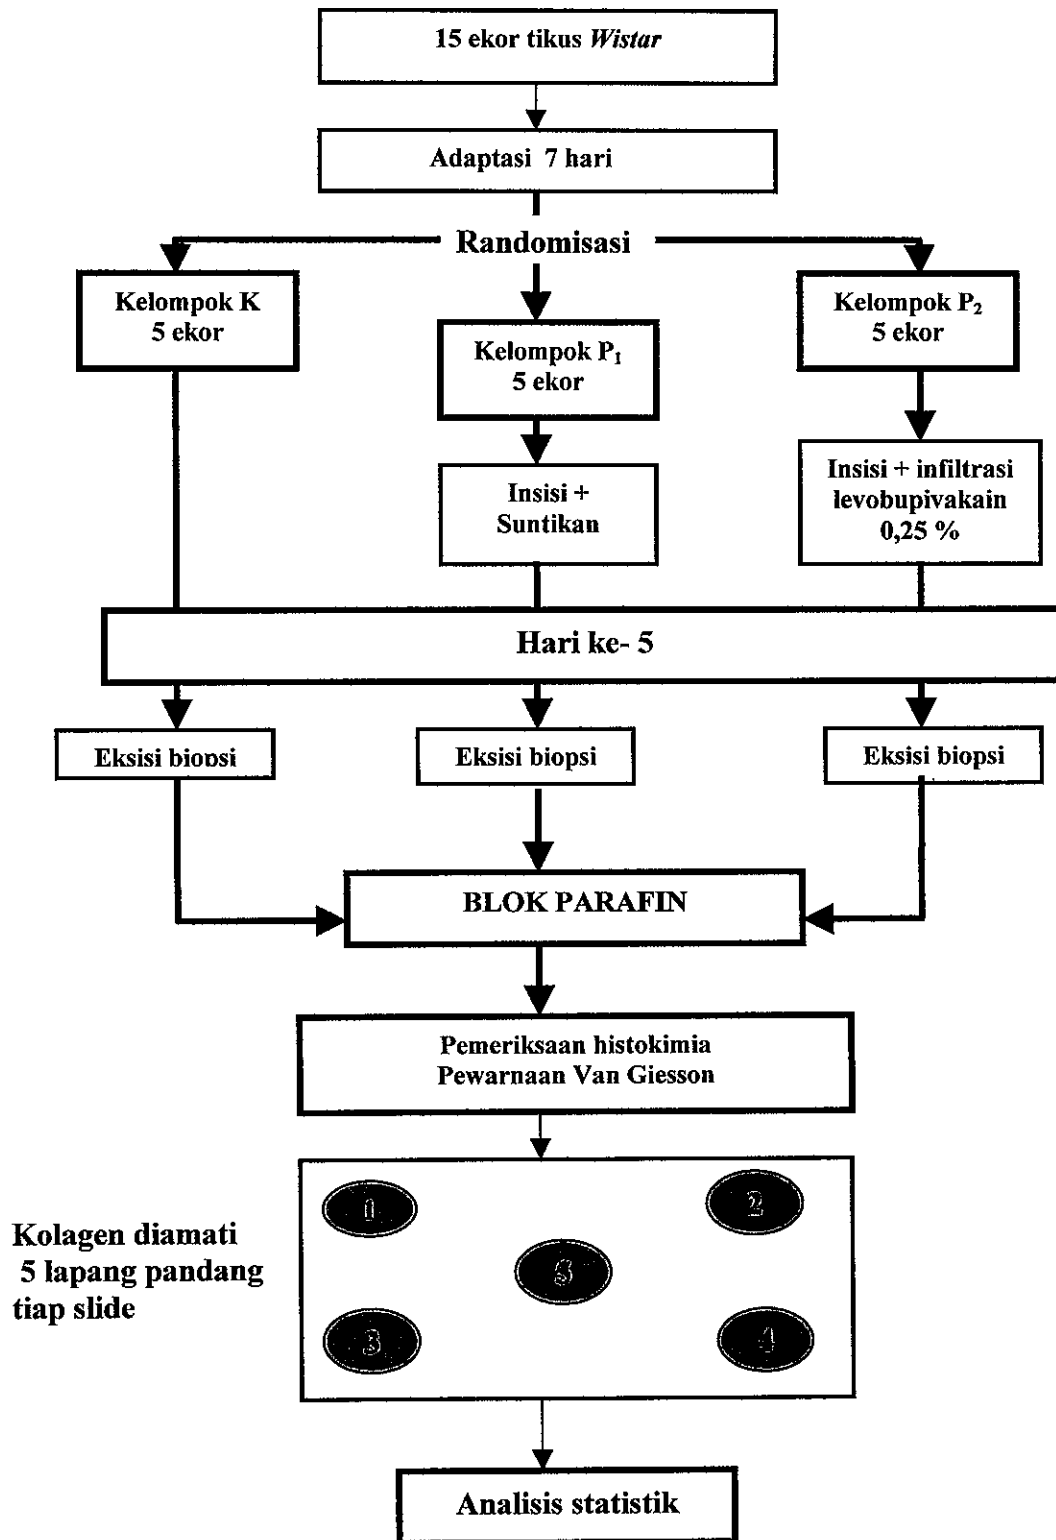 15 ekor tikus Wistar
Adaptasi 7 hari
Randomisasi
Kelompok K
5 ekor
Kelompok P₁
5 ekor
Kelompok P₂
5 ekor
Insisi +
Suntikan
Insisi + infiltrasi
levobupivakain
0,25 %
Hari ke- 5
Eksisi biopsi
Eksisi biopsi
Eksisi biopsi
BLOK PARAFIN
Pemeriksaan histokimia
Pewarnaan Van Giesson
Kolagen diamati
5 lapang pandang
tiap slide
1
2
5
3
4
Analisis statistik